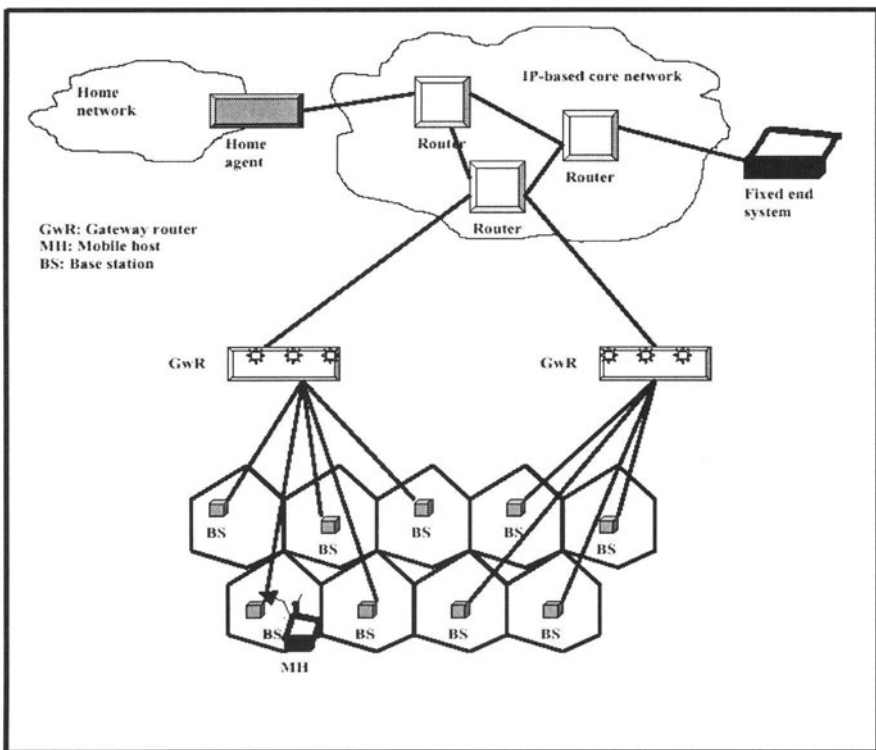 Home
network
IP-based core network
Home
agent
Router
Router
Router
Fixed end
system
GwR: Gateway router
MH: Mobile host
BS: Base station
GwR
GwR
BS
BS
BS
BS
BS
BS
BS
BS
BS
MH